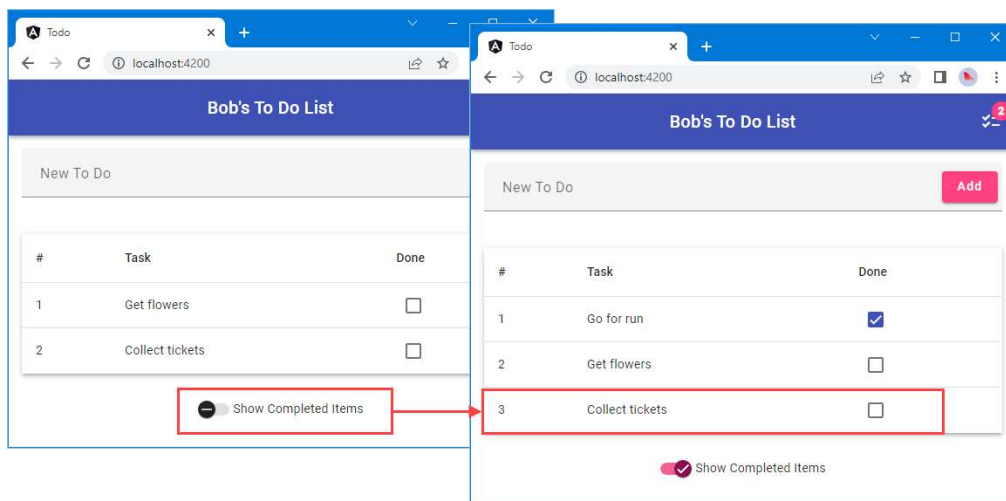 Todo
localhost:4200
Bob's To Do List
New To Do
# Task Done
1 Get flowers
2 Collect tickets
Show Completed Items
Todo
localhost:4200
Bob's To Do List
2
New To Do Add
# Task Done
1 Go for run
2 Get flowers
3 Collect tickets
Show Completed Items